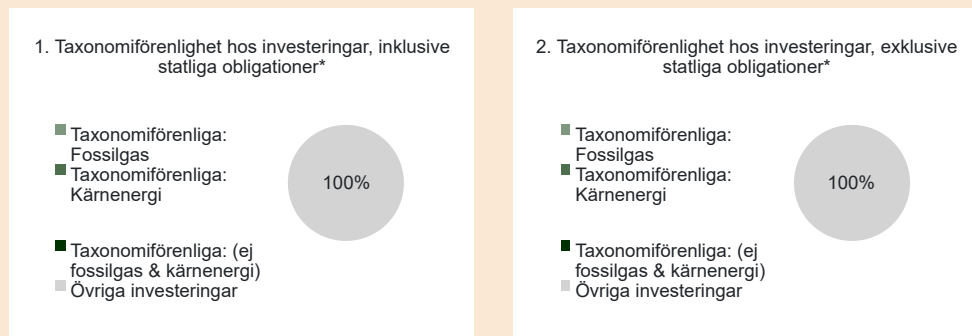 1. Taxonomiförenlighet hos investeringar, inklusive
statliga obligationer*
Taxonomiförenliga:
Fossilgas
Taxonomiförenliga:
Kärnenergi
100%
Taxonomiförenliga: (ej
fossilgas & kärnenergi)
Övriga investeringar
2. Taxonomiförenlighet hos investeringar, exklusive
statliga obligationer*
Taxonomiförenliga:
Fossilgas
Taxonomiförenliga:
Kärnenergi
100%
Taxonomiförenliga: (ej
fossilgas & kärnenergi)
Övriga investeringar